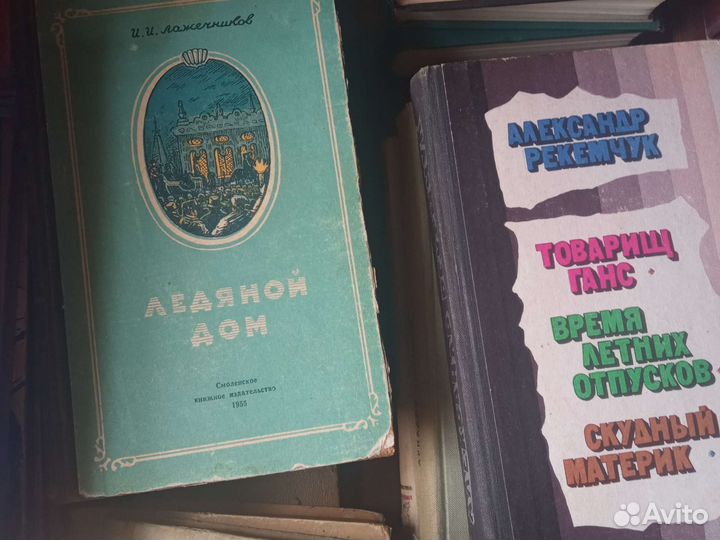 И. И. Лажечников
ЛЕДЯНОЙ
ДОМ
Смоленское
книжное издательство
1955
АЛЕКСАНДР
РЕКЕМЧУК
ТОВАРИЩ
ГАНС
ВРЕМЯ
ЛЕТНИХ
ОТПУСКОВ
СКУДНЫЙ
МАТЕРИК
Avito